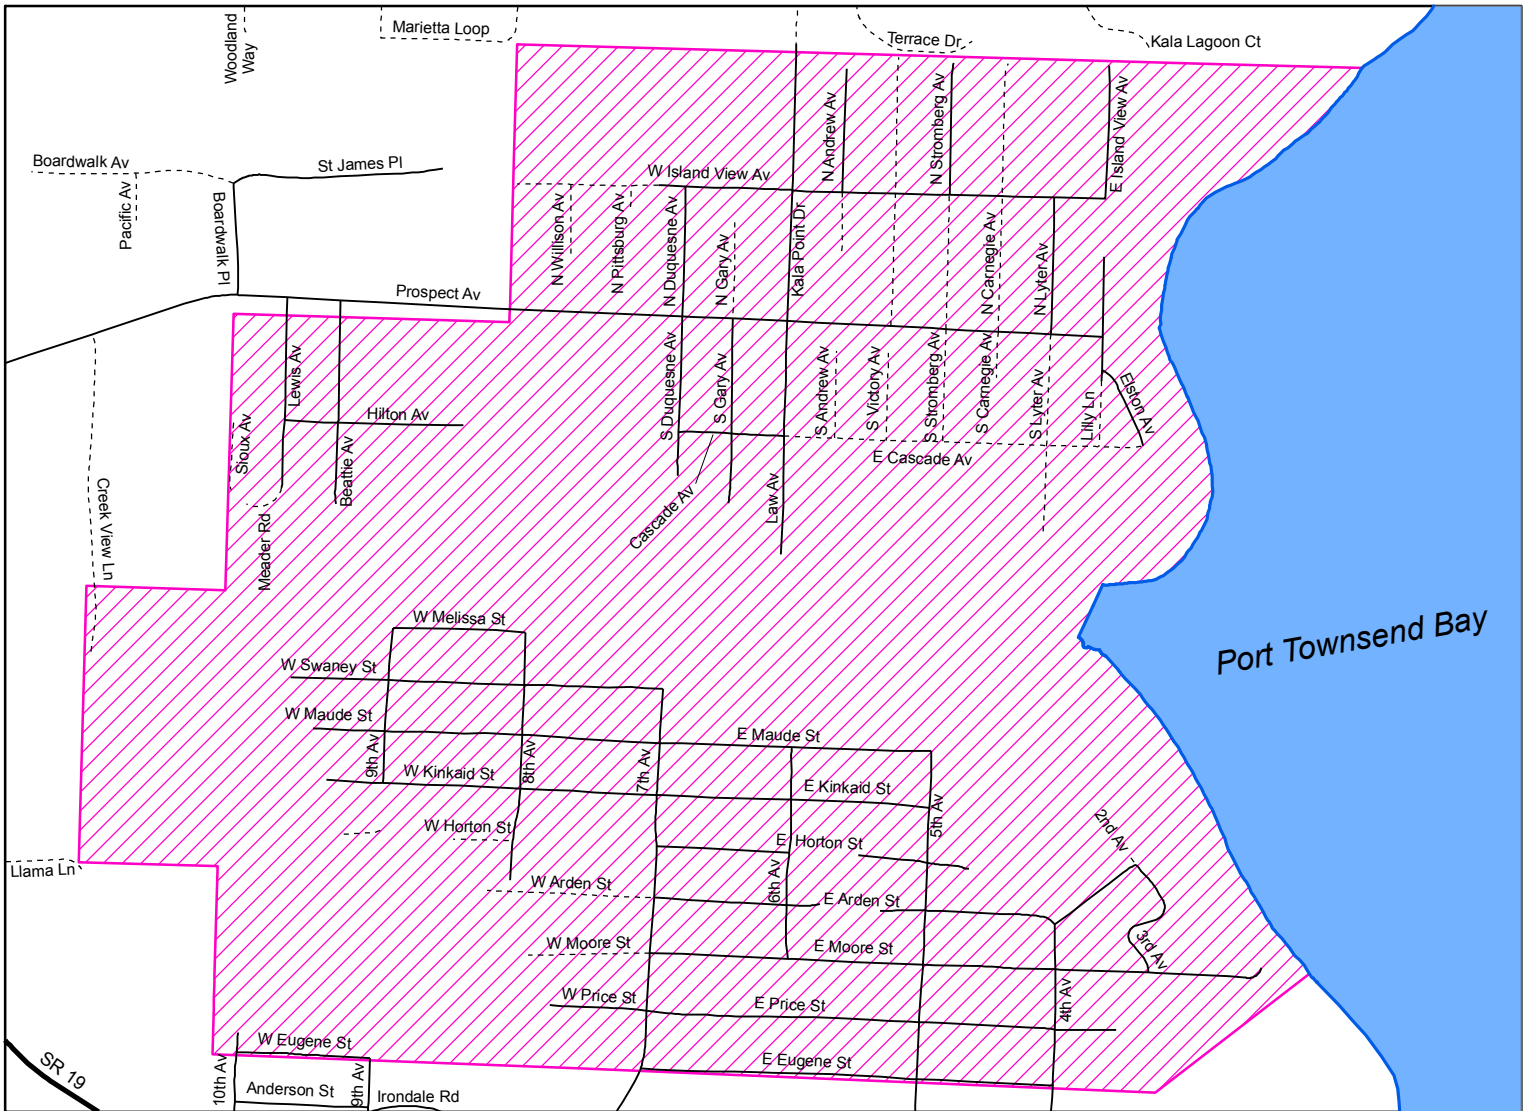 Marietta Loop
Woodland
Way
Terrace Dr
Kala Lagoon Ct
Boardwalk Av
St James Pl
Pacific Av
Boardwalk Pl
W Island View Av
N Andrew Av
N Stromberg Av
E Island View Av
N Willison Av
N Pittsburg Av
N Duquesne Av
N Gary Av
Kala Point Dr
N Carnegie Av
N Lyter Av
Prospect Av
Lewis Av
Hilton Av
Sioux Av
Beattie Av
Meader Rd
Creek View Ln
S Duquesne Av
S Gary Av
S Andrew Av
S Victory Av
S Stromberg Av
S Carnegie Av
S Lyter Av
Lilly Ln
Elston Av
E Cascade Av
Cascade Av
Law Av
Port Townsend Bay
W Melissa St
W Swaney St
W Maude St
E Maude St
9th Av
8th Av
7th Av
W Kinkaid St
E Kinkaid St
5th Av
W Horton St
E Horton St
2nd Av
6th Av
W Arden St
E Arden St
Llama Ln
W Moore St
E Moore St
3rd Av
W Price St
E Price St
4th Av
W Eugene St
E Eugene St
SR 19
10th Av
Anderson St
9th Av
Irondale Rd